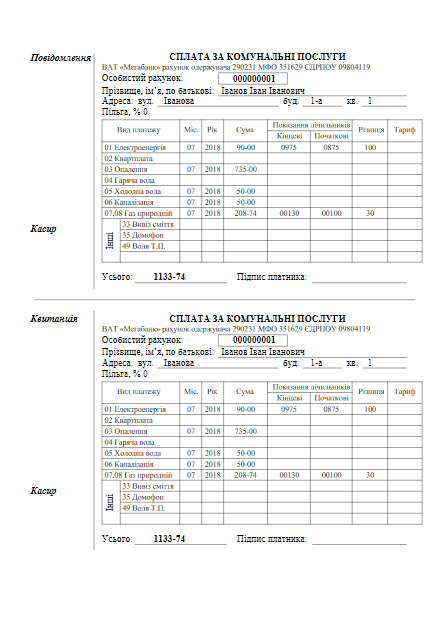 Повідомлення
СПЛАТА ЗА КОМУНАЛЬНІ ПОСЛУГИ
ВАТ «Мегабанк» рахунок одержувача 290231 МФО 351629 ЄДРПОУ 09804119
Особистий рахунок: 000000001
Прізвище, ім’я, по батькові: Іванов Іван Іванович
Адреса: вул. Іванова буд. 1-а кв. 1
Пільга, % 0
Вид платежу Міс. Рік Сума Показання лічильників Різниця Тариф
Кінцеві Початкові
01 Електроенергія 07 2018 90-00 0975 0875 100
02 Квартплата
03 Опалення 07 2018 735-00
04 Гаряча вода
05 Холодна вода 07 2018 50-00
06 Каналізація 07 2018 50-00
07,08 Газ природній 07 2018 208-74 00130 00100 30
Інші
33 Вивіз сміття
35 Домофон
49 Воля Т.П.
Касир
Усього: 1133-74 Підпис платника:
Квитанція
СПЛАТА ЗА КОМУНАЛЬНІ ПОСЛУГИ
ВАТ «Мегабанк» рахунок одержувача 290231 МФО 351629 ЄДРПОУ 09804119
Особистий рахунок: 000000001
Прізвище, ім’я, по батькові: Іванов Іван Іванович
Адреса: вул. Іванова буд. 1-а кв. 1
Пільга, % 0
Вид платежу Міс. Рік Сума Показання лічильників Різниця Тариф
Кінцеві Початкові
01 Електроенергія 07 2018 90-00 0975 0875 100
02 Квартплата
03 Опалення 07 2018 735-00
04 Гаряча вода
05 Холодна вода 07 2018 50-00
06 Каналізація 07 2018 50-00
07,08 Газ природній 07 2018 208-74 00130 00100 30
Інші
33 Вивіз сміття
35 Домофон
49 Воля Т.П.
Касир
Усього: 1133-74 Підпис платника: